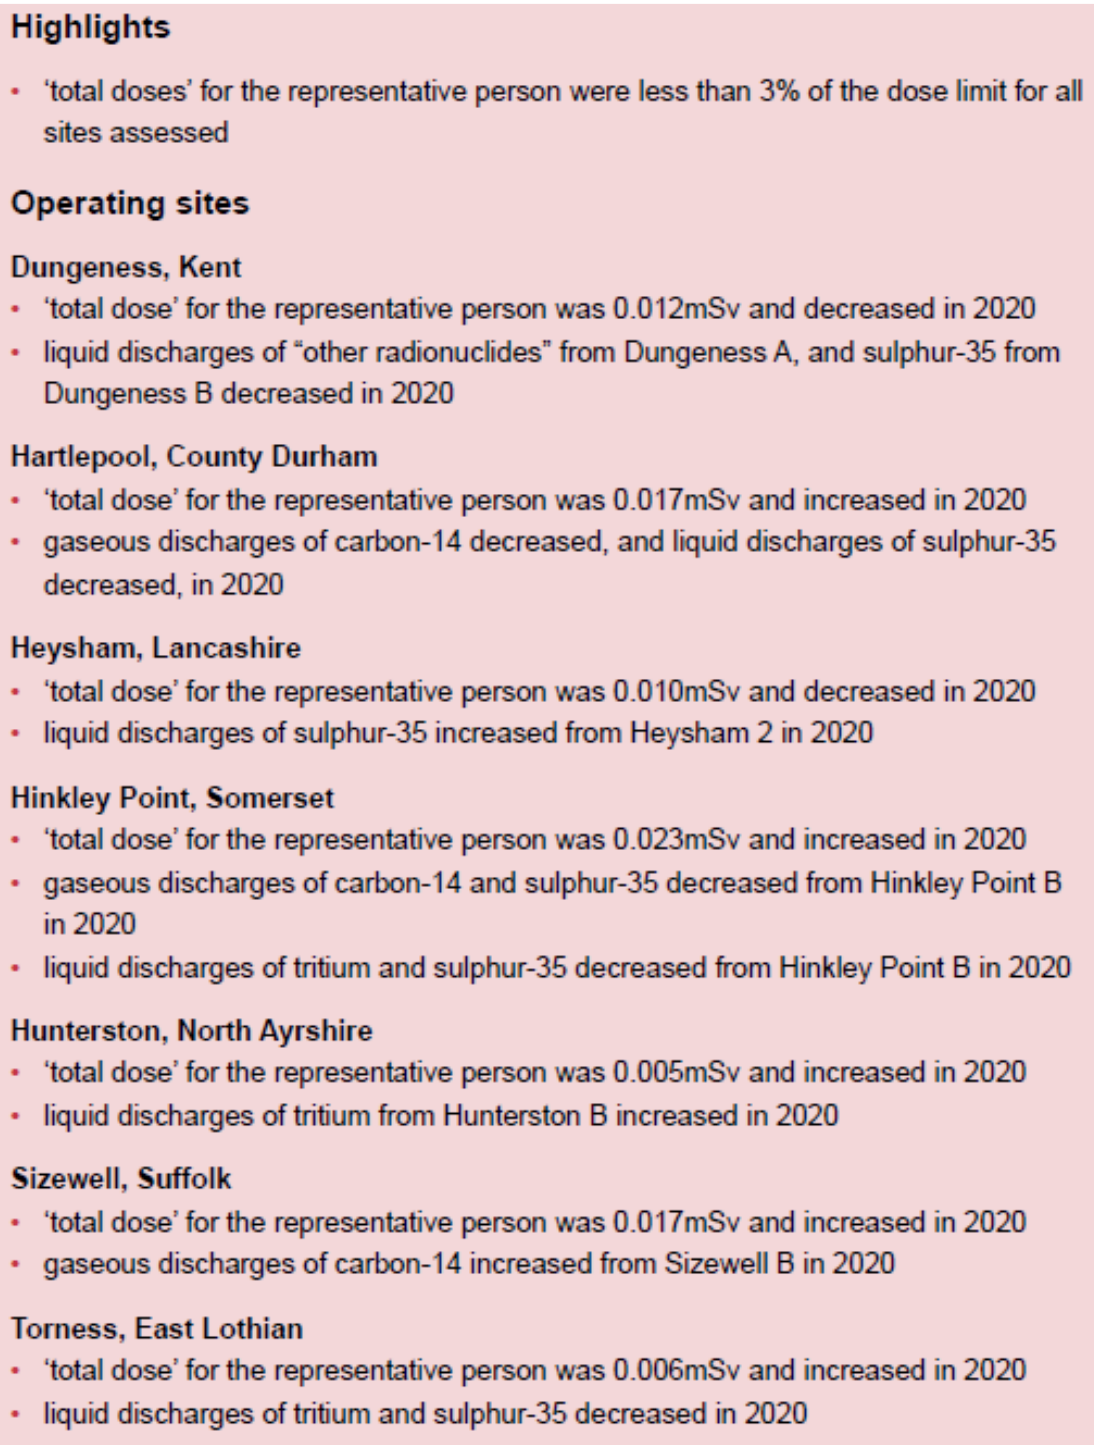 Highlights
• ‘total doses’ for the representative person were less than 3% of the dose limit for all
sites assessed
Operating sites
Dungeness, Kent
• ‘total dose’ for the representative person was 0.012mSv and decreased in 2020
• liquid discharges of “other radionuclides” from Dungeness A, and sulphur-35 from
Dungeness B decreased in 2020
Hartlepool, County Durham
• ‘total dose’ for the representative person was 0.017mSv and increased in 2020
• gaseous discharges of carbon-14 decreased, and liquid discharges of sulphur-35
decreased, in 2020
Heysham, Lancashire
• ‘total dose’ for the representative person was 0.010mSv and decreased in 2020
• liquid discharges of sulphur-35 increased from Heysham 2 in 2020
Hinkley Point, Somerset
• ‘total dose’ for the representative person was 0.023mSv and increased in 2020
• gaseous discharges of carbon-14 and sulphur-35 decreased from Hinkley Point B
in 2020
• liquid discharges of tritium and sulphur-35 decreased from Hinkley Point B in 2020
Hunterston, North Ayrshire
• ‘total dose’ for the representative person was 0.005mSv and increased in 2020
• liquid discharges of tritium from Hunterston B increased in 2020
Sizewell, Suffolk
• ‘total dose’ for the representative person was 0.017mSv and increased in 2020
• gaseous discharges of carbon-14 increased from Sizewell B in 2020
Torness, East Lothian
• ‘total dose’ for the representative person was 0.006mSv and increased in 2020
• liquid discharges of tritium and sulphur-35 decreased in 2020